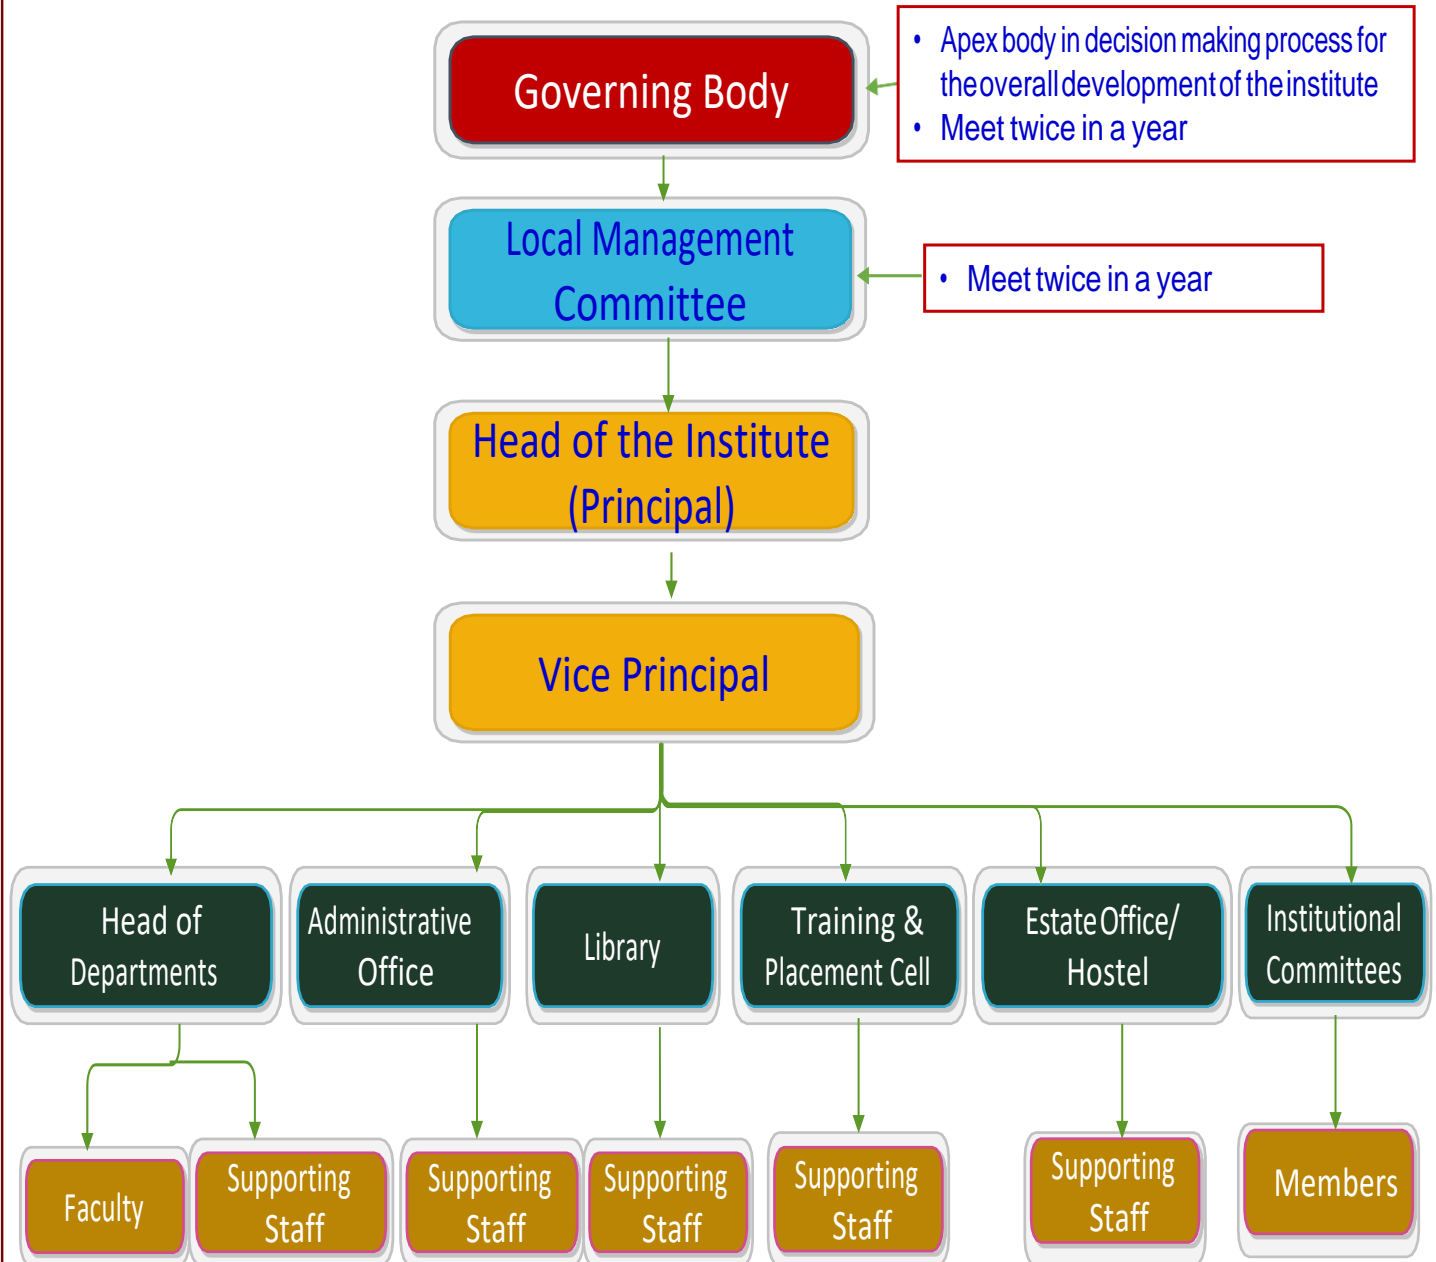 Governing Body
• Apex body in decision making process for
the overall development of the institute
• Meet twice in a year
Local Management
Committee
• Meet twice in a year
Head of the Institute
(Principal)
Vice Principal
Head of
Departments
Administrative
Office
Library
Training &
Placement Cell
Estate Office/
Hostel
Institutional
Committees
Faculty
Supporting
Staff
Supporting
Staff
Supporting
Staff
Supporting
Staff
Supporting
Staff
Members